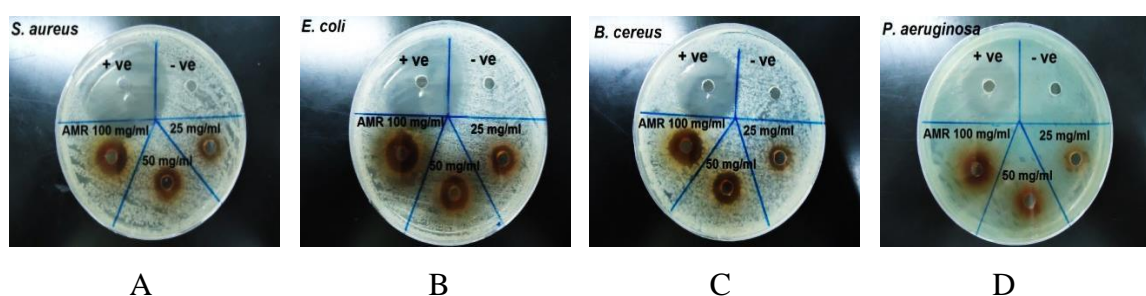 S. aureus
+ ve
- ve
AMR 100 mg/ml
25 mg/ml
50 mg/ml
A
E. coli
+ ve
- ve
AMR 100 mg/ml
25 mg/ml
50 mg/ml
B
B. cereus
+ ve
- ve
AMR 100 mg/ml
25 mg/ml
50 mg/ml
C
P. aeruginosa
+ ve
- ve
AMR 100 mg/ml
25 mg/ml
50 mg/ml
D